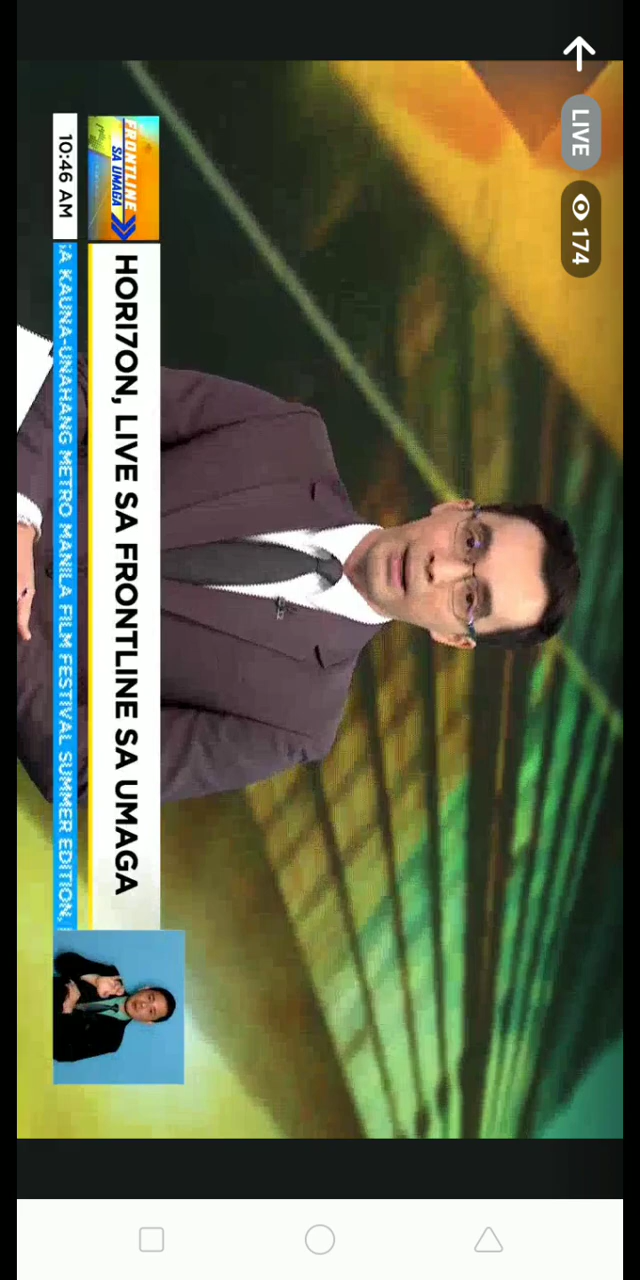 LIVE
174
FRONTLINE
SA UMAGA
HORI7ON, LIVE SA FRONTLINE SA UMAGA
10:46 AM
KAUNA-UNAHANG METRO MANILA FILM FESTIVAL SUMMER EDITION,